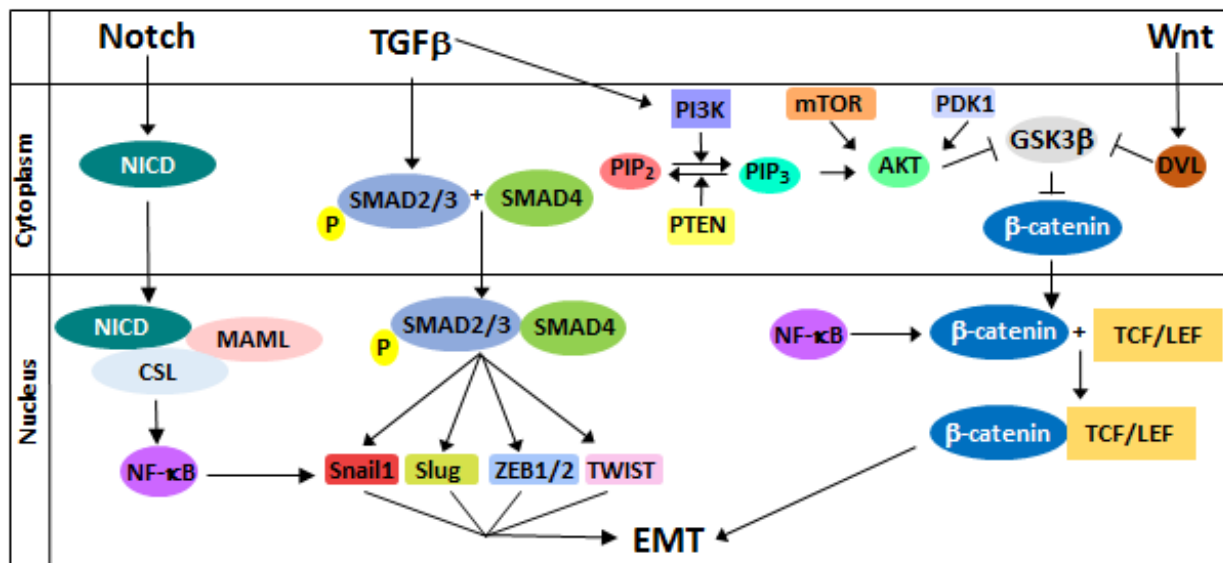 Notch
TGFβ
Wnt
Cytoplasm
PI3K
mTOR
PDK1
GSK3β
NICD
PIP₂
PIP₃
AKT
DVL
SMAD2/3 + SMAD4
P
PTEN
β-catenin
Nucleus
NICD
MAML
CSL
SMAD2/3
SMAD4
P
NF-κB
β-catenin + TCF/LEF
β-catenin
TCF/LEF
NF-κB
Snail1
Slug
ZEB1/2
TWIST
EMT